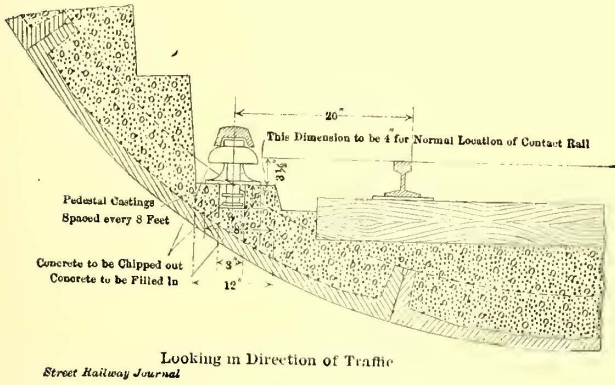 20"
This Dimension to be 4" for Normal Location of Contact Rail
3½"
Pedestal Castings
Spaced every 8 Feet
8"
Concrete to be Chipped out
Concrete to be Filled In
3"
12"
Looking in Direction of Traffic
Street Railway Journal